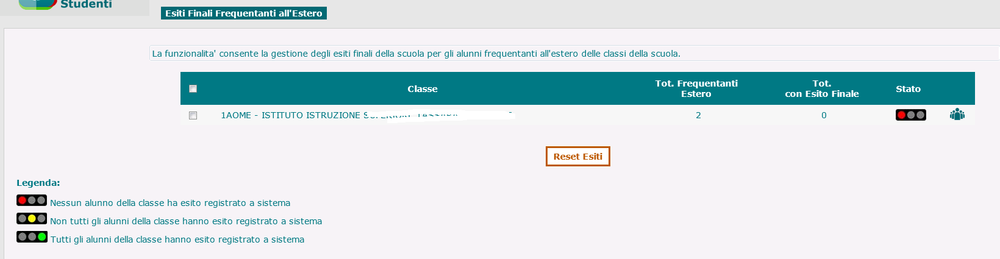 Studenti
Esiti Finali Frequentanti all'Estero
La funzionalita' consente la gestione degli esiti finali della scuola per gli alunni frequentanti all'estero delle classi della scuola.
Classe
Tot. Frequentanti
Estero
Tot.
con Esito Finale
Stato
1AOME - ISTITUTO ISTRUZIONE 2 0
Reset Esiti
Legenda:
Nessun alunno della classe ha esito registrato a sistema
Non tutti gli alunni della classe hanno esito registrato a sistema
Tutti gli alunni della classe hanno esito registrato a sistema